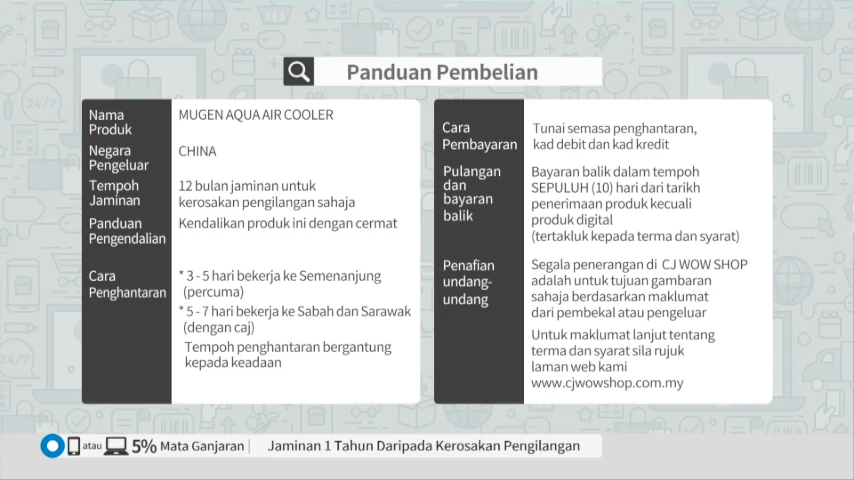 Panduan Pembelian
Nama
Produk
MUGEN AQUA AIR COOLER
Negara
Pengeluar
CHINA
Tempoh
Jaminan
12 bulan jaminan untuk
kerosakan pengilangan sahaja
Panduan
Pengendalian
Kendalikan produk ini dengan cermat
Cara
Penghantaran
* 3 - 5 hari bekerja ke Semenanjung
(percuma)
* 5 - 7 hari bekerja ke Sabah dan Sarawak
(dengan caj)
Tempoh penghantaran bergantung
kepada keadaan
Cara
Pembayaran
Tunai semasa penghantaran,
kad debit dan kad kredit
Pulangan
dan
bayaran
balik
Bayaran balik dalam tempoh
SEPULUH (10) hari dari tarikh
penerimaan produk kecuali
produk digital
(tertakluk kepada terma dan syarat)
Penafian
undang-
undang
Segala penerangan di CJ WOW SHOP
adalah untuk tujuan gambaran
sahaja berdasarkan maklumat
dari pembekal atau pengeluar
Untuk maklumat lanjut tentang
terma dan syarat sila rujuk
laman web kami
www.cjwowshop.com.my
atau 5% Mata Ganjaran | Jaminan 1 Tahun Daripada Kerosakan Pengilangan
24/7
24/7